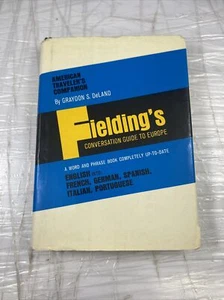 AMERICAN
TRAVELER'S
COMPANION
By GRAYDON S. DeLAND
Fielding's
CONVERSATION GUIDE TO EUROPE
A WORD AND PHRASE BOOK COMPLETELY UP-TO-DATE
ENGLISH into
FRENCH, GERMAN, SPANISH,
ITALIAN, PORTUGUESE